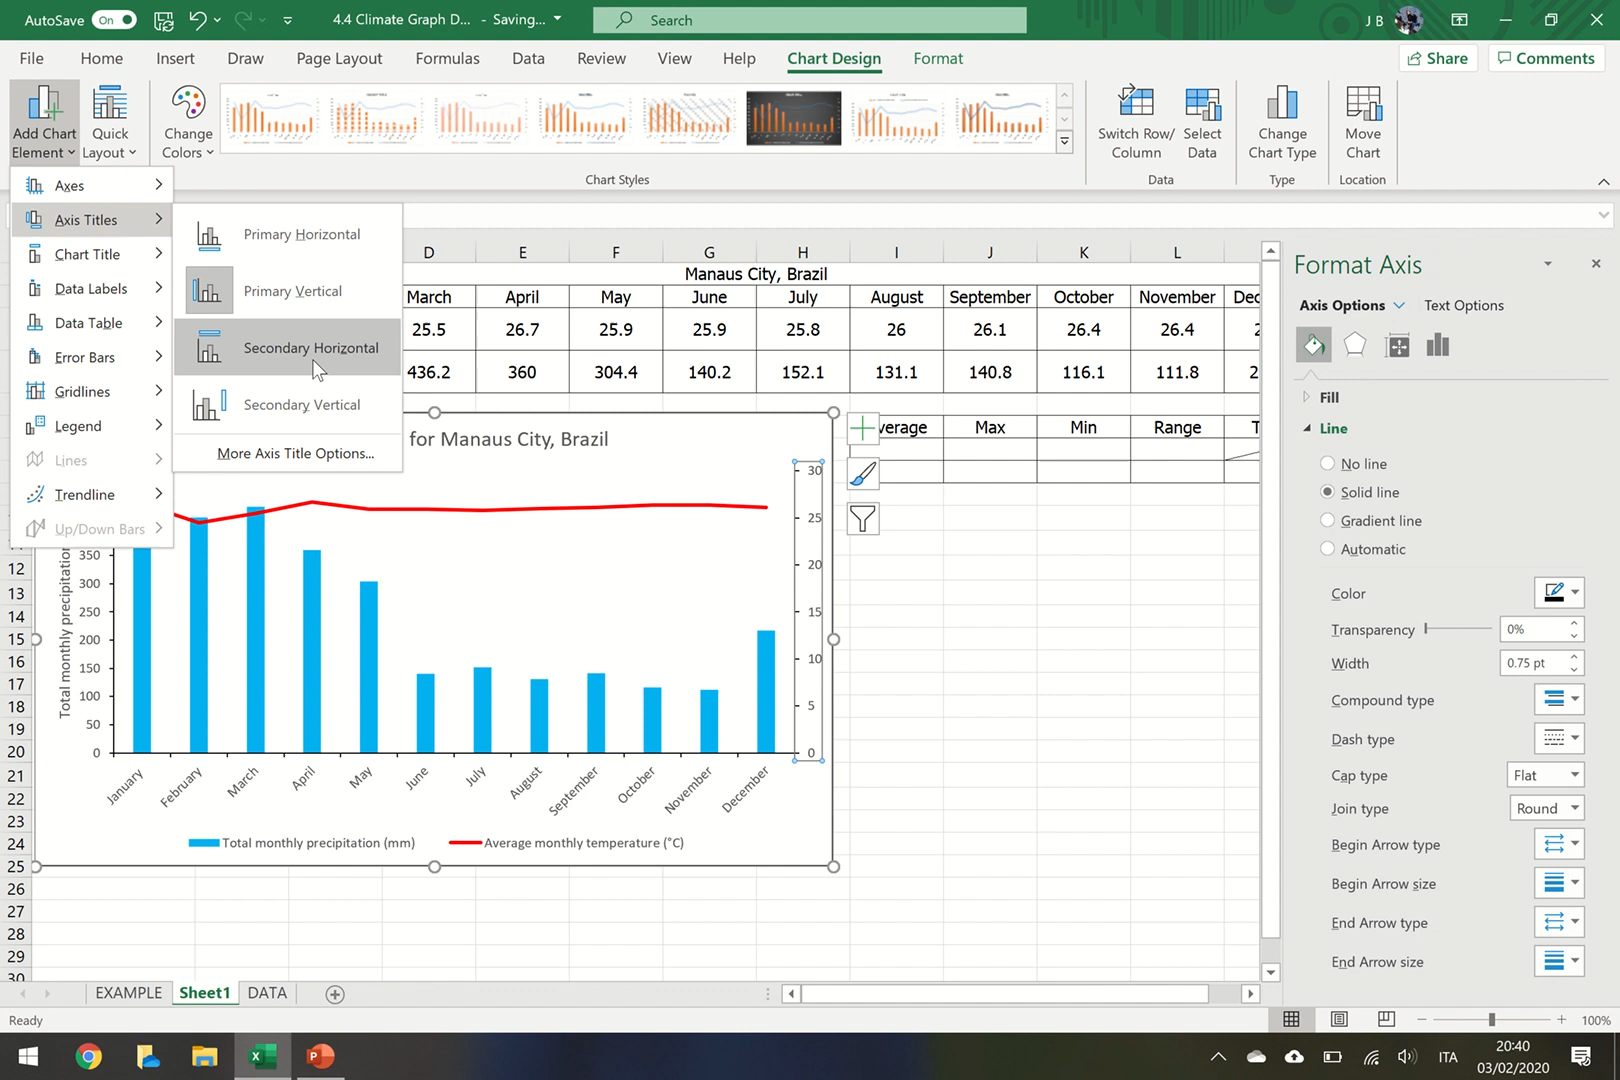 AutoSave On 4.4 Climate Graph D... - Saving... Search J B
File Home Insert Draw Page Layout Formulas Data Review View Help Chart Design Format Share Comments
Add Chart Element Quick Layout Change Colors Switch Row/ Column Select Data Change Chart Type Move Chart
Chart Styles Data Type Location
Axes
Axis Titles
Chart Title
Data Labels
Data Table
Error Bars
Gridlines
Legend
Lines
Trendline
Up/Down Bars
Primary Horizontal
Primary Vertical
Secondary Horizontal
Secondary Vertical
More Axis Title Options...
D E F G H I J K L
Manaus City, Brazil
March April May June July August September October November Dec
25.5 26.7 25.9 25.9 25.8 26 26.1 26.4 26.4 2
436.2 360 304.4 140.2 152.1 131.1 140.8 116.1 111.8 2
verage Max Min Range T
for Manaus City, Brazil
Total monthly precipitation
350
300
250
200
150
100
50
0
30
25
20
15
10
5
0
January February March April May June July August September October November December
Total monthly precipitation (mm) Average monthly temperature (°C)
12
13
14
15
16
17
18
19
20
21
22
23
24
25
26
27
28
29
30
Format Axis
Axis Options Text Options
Fill
Line
No line
Solid line
Gradient line
Automatic
Color
Transparency 0%
Width 0.75 pt
Compound type
Dash type
Cap type Flat
Join type Round
Begin Arrow type
Begin Arrow size
End Arrow type
End Arrow size
EXAMPLE Sheet1 DATA
Ready 100%
ITA 20:40
03/02/2020